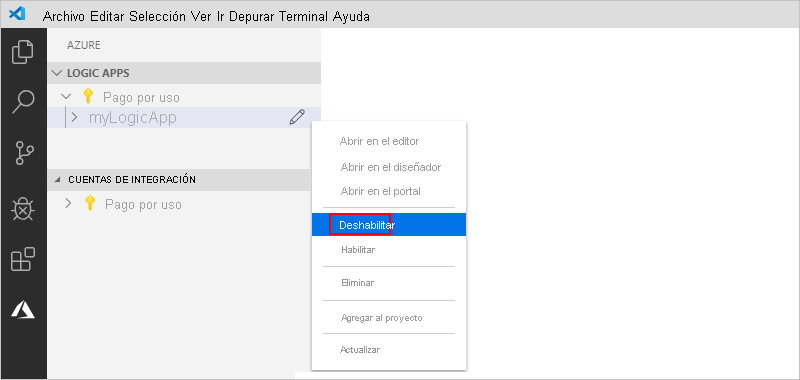 Archivo Editar Selección Ver Ir Depurar Terminal Ayuda
AZURE
LOGIC APPS
Pago por uso
myLogicApp
CUENTAS DE INTEGRACIÓN
Pago por uso
Abrir en el editor
Abrir en el diseñador
Abrir en el portal
Deshabilitar
Habilitar
Eliminar
Agregar al proyecto
Actualizar